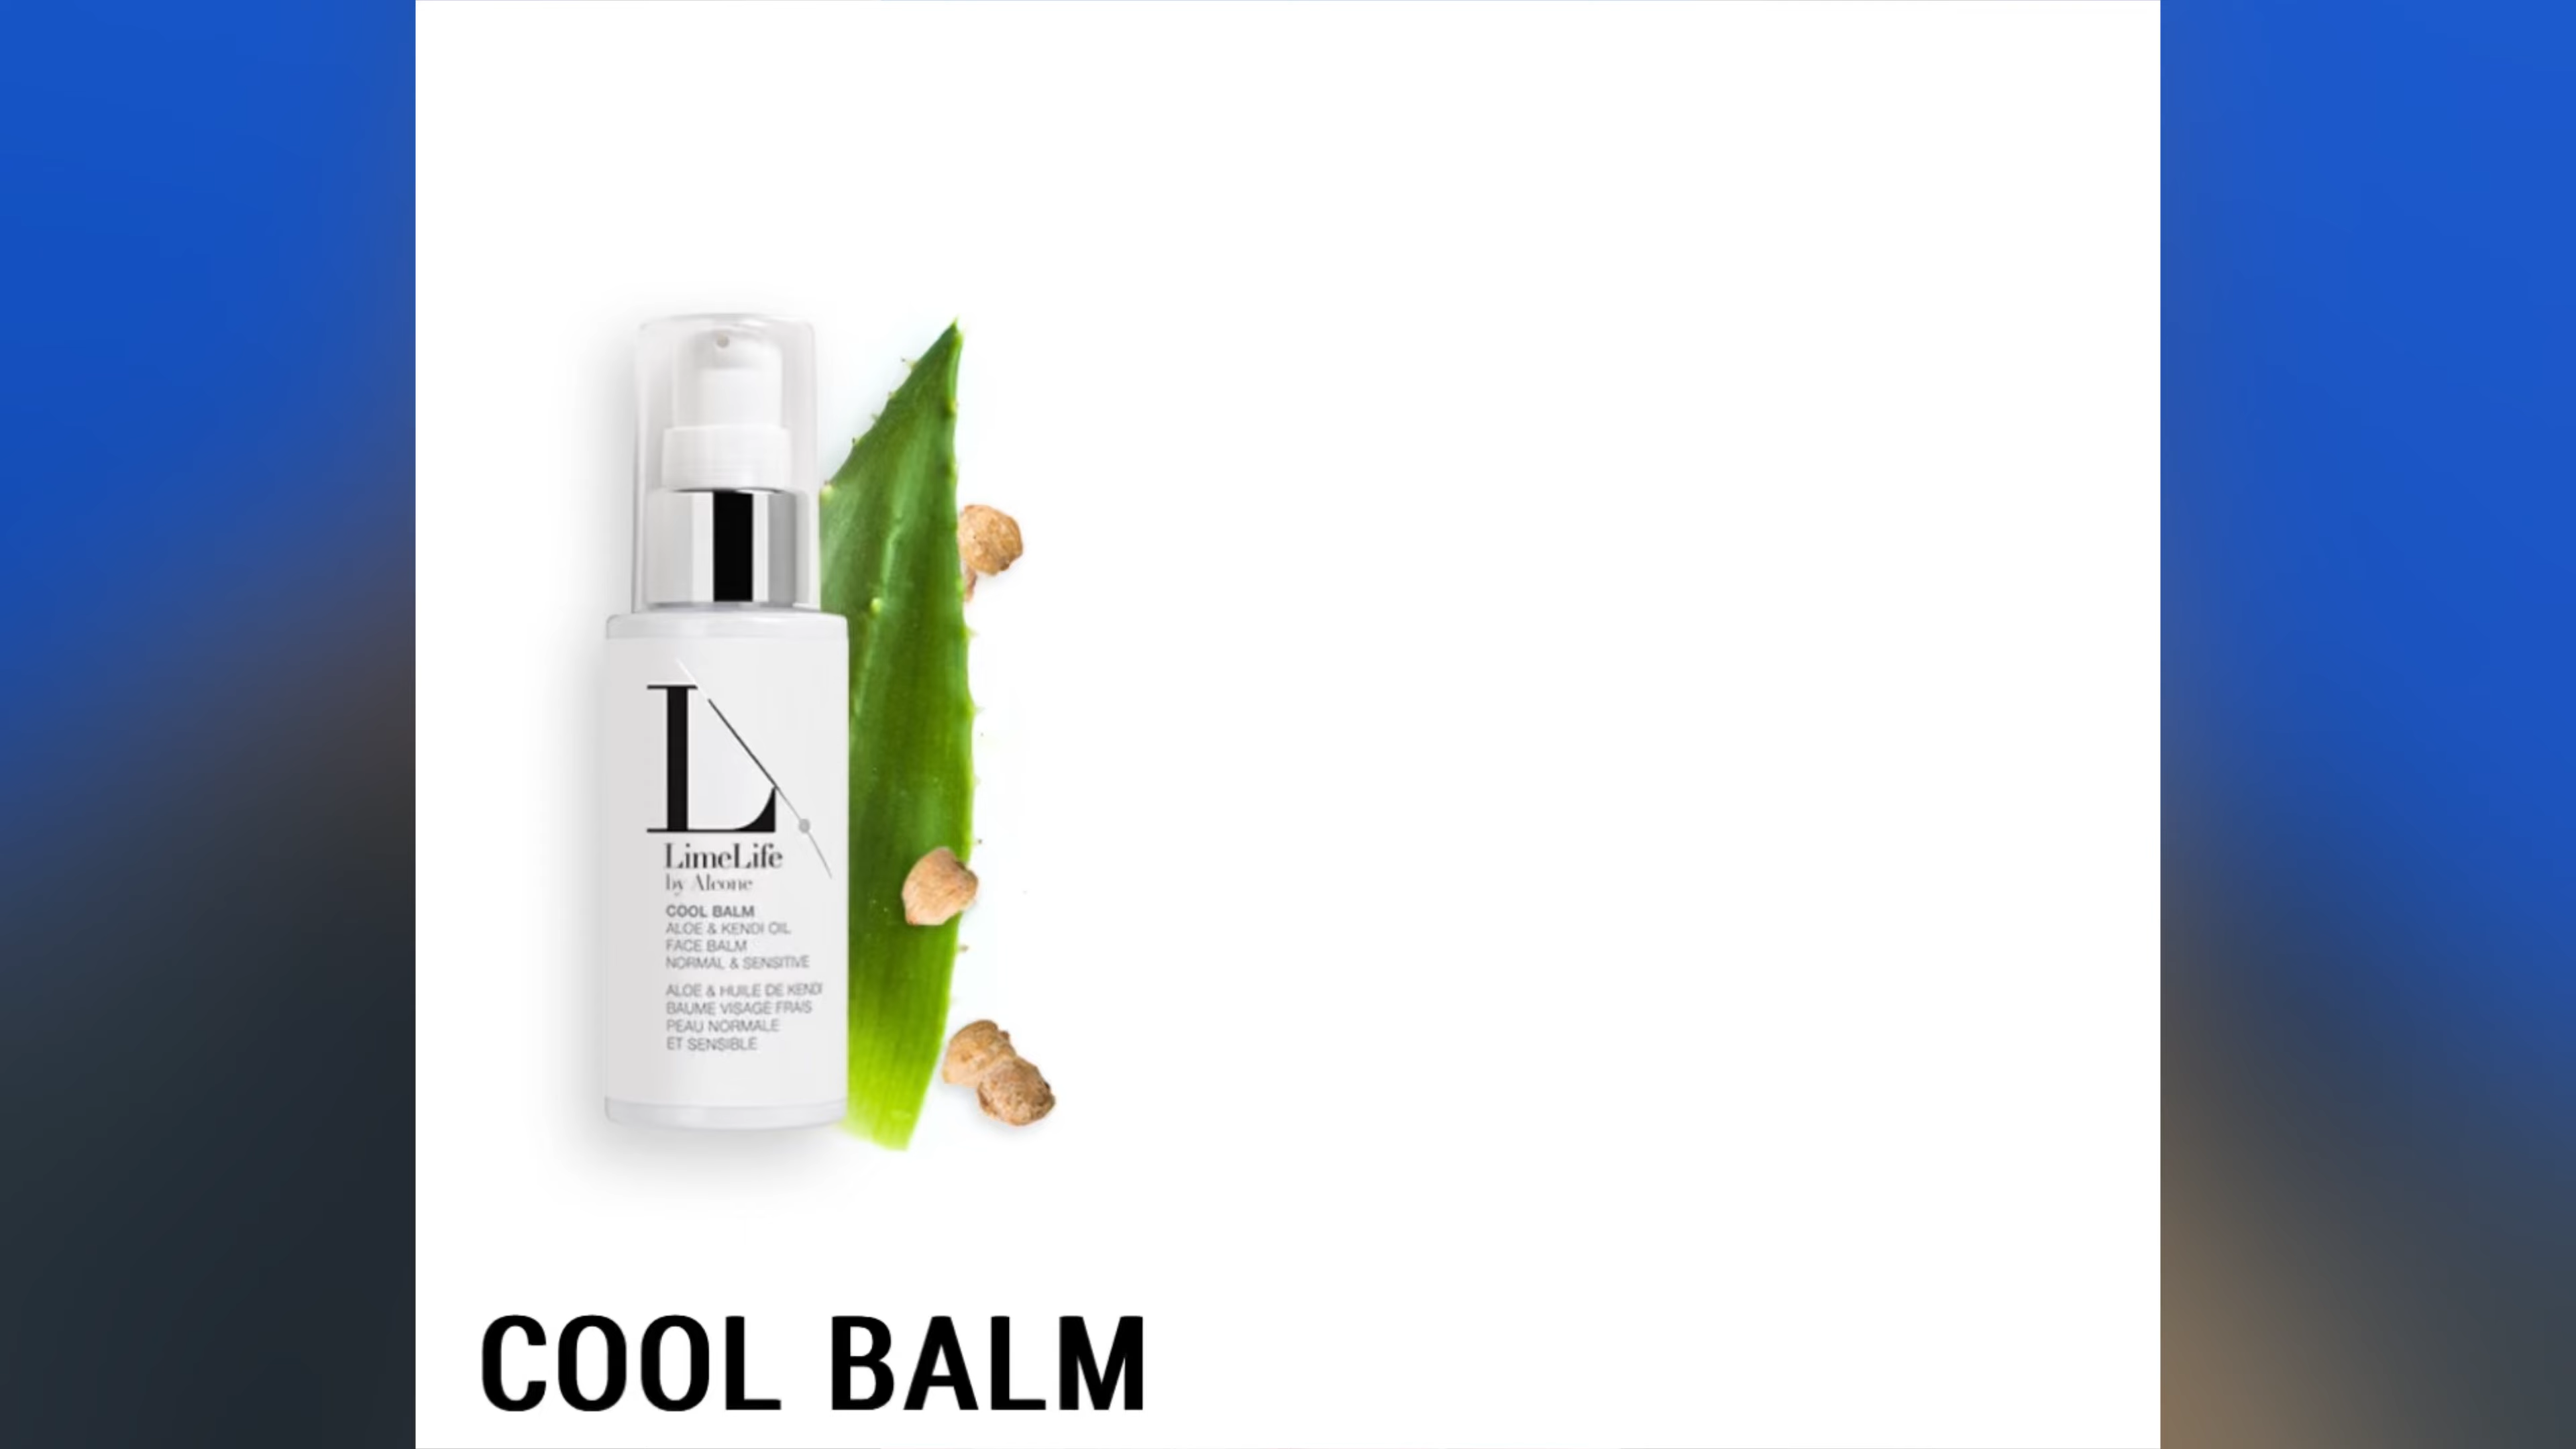 L
LimeLife
by Alcone
COOL BALM
ALOE & KENDI OIL
FACE BALM
NORMAL & SENSITIVE
ALOE & HUILE DE KENDI
BAUME VISAGE FRAIS
PEAU NORMALE
ET SENSIBLE
COOL BALM